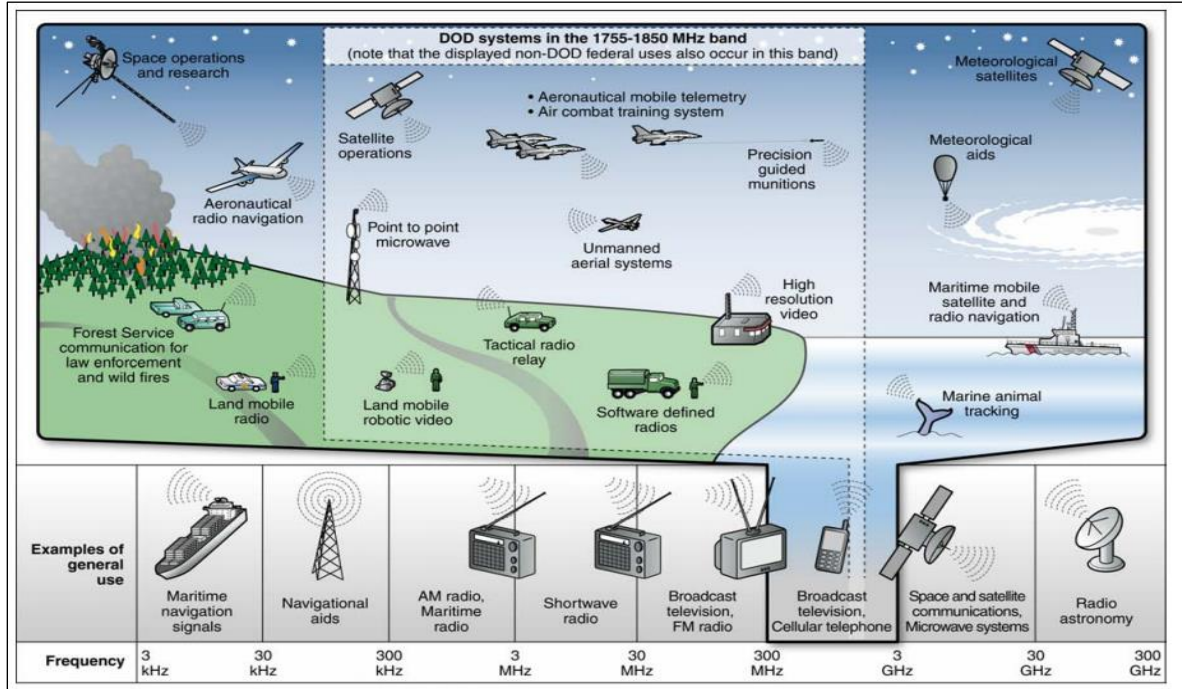 DOD systems in the 1755-1850 MHz band
(note that the displayed non-DOD federal uses also occur in this band)
Space operations
and research
Meteorological
satellites
• Aeronautical mobile telemetry
• Air combat training system
Satellite
operations
Precision
guided
munitions
Meteorological
aids
Aeronautical
radio navigation
Point to point
microwave
Unmanned
aerial systems
High
resolution
video
Maritime mobile
satellite and
radio navigation
Forest Service
communication for
law enforcement
and wild fires
Tactical radio
relay
Land mobile
radio
Land mobile
robotic video
Software defined
radios
Marine animal
tracking
Examples of
general
use
Maritime
navigation
signals
Navigational
aids
AM radio,
Maritime
radio
Shortwave
radio
Broadcast
television,
FM radio
Broadcast
television,
Cellular telephone
Space and satellite
communications,
Microwave systems
Radio
astronomy
Frequency
3
kHz
30
kHz
300
kHz
3
MHz
30
MHz
300
MHz
3
GHz
30
GHz
300
GHz